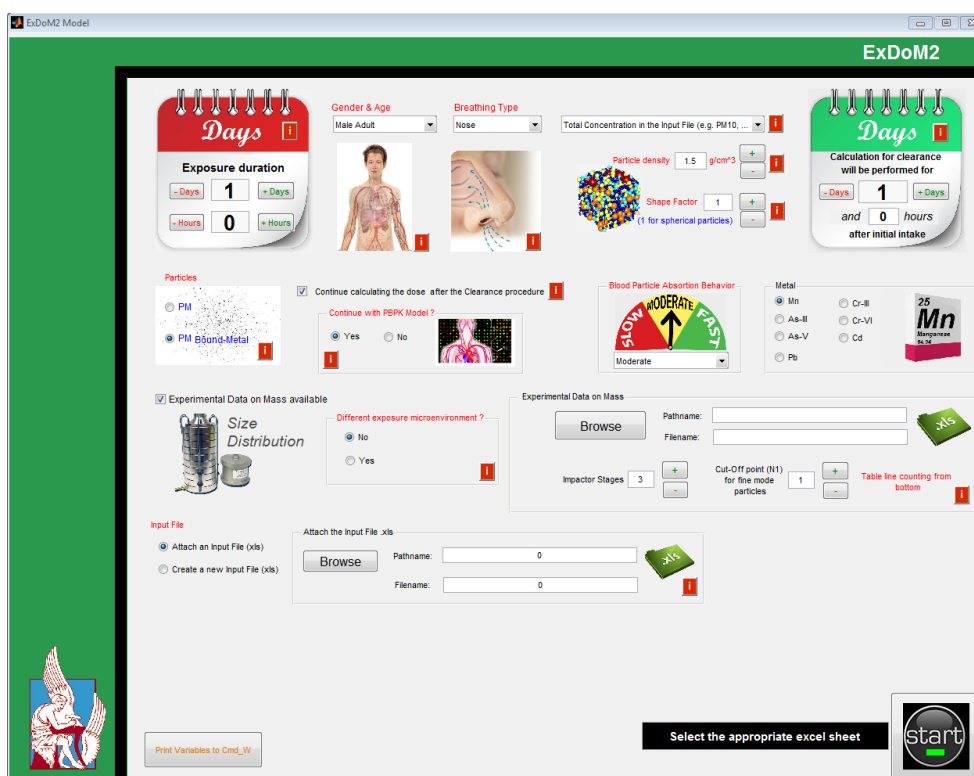 ExDoM2 Model
ExDoM2
Days
i
Exposure duration
- Days
1
+ Days
- Hours
0
+ Hours
Gender & Age
Male Adult
i
Breathing Type
Nose
i
Total Concentration in the Input File (e.g. PM10, ...
i
Particle density
1.5
g/cm^3
+
-
i
Shape Factor
1
+
-
(1 for spherical particles)
i
Days
i
Calculation for clearance
will be performed for
- Days
1
+ Days
and 0 hours
after initial intake
Particles
PM
PM Bound-Metal
i
Continue calculating the dose after the Clearance procedure
i
Continue with PBPK Model ?
Yes
No
i
Blood Particle Absortion Behavior
SLOW MODERATE FAST
Moderate
Metal
Mn
Cr-III
As-III
Cr-VI
As-V
Cd
Pb
25
Mn
Manganese
54.94
Experimental Data on Mass available
Size
Distribution
Different exposure microenvironment ?
No
Yes
i
Experimental Data on Mass
Browse
Pathname:
Filename:
.xls
Impactor Stages
3
+
-
Cut-Off point (N1)
for fine mode
particles
1
+
-
Table line counting from
bottom
i
Input File
Attach an Input File (xls)
Create a new Input File (xls)
Attach the Input File .xls
Browse
Pathname:
0
Filename:
0
.xls
i
Print Variables to Cmd_W
Select the appropriate excel sheet
start